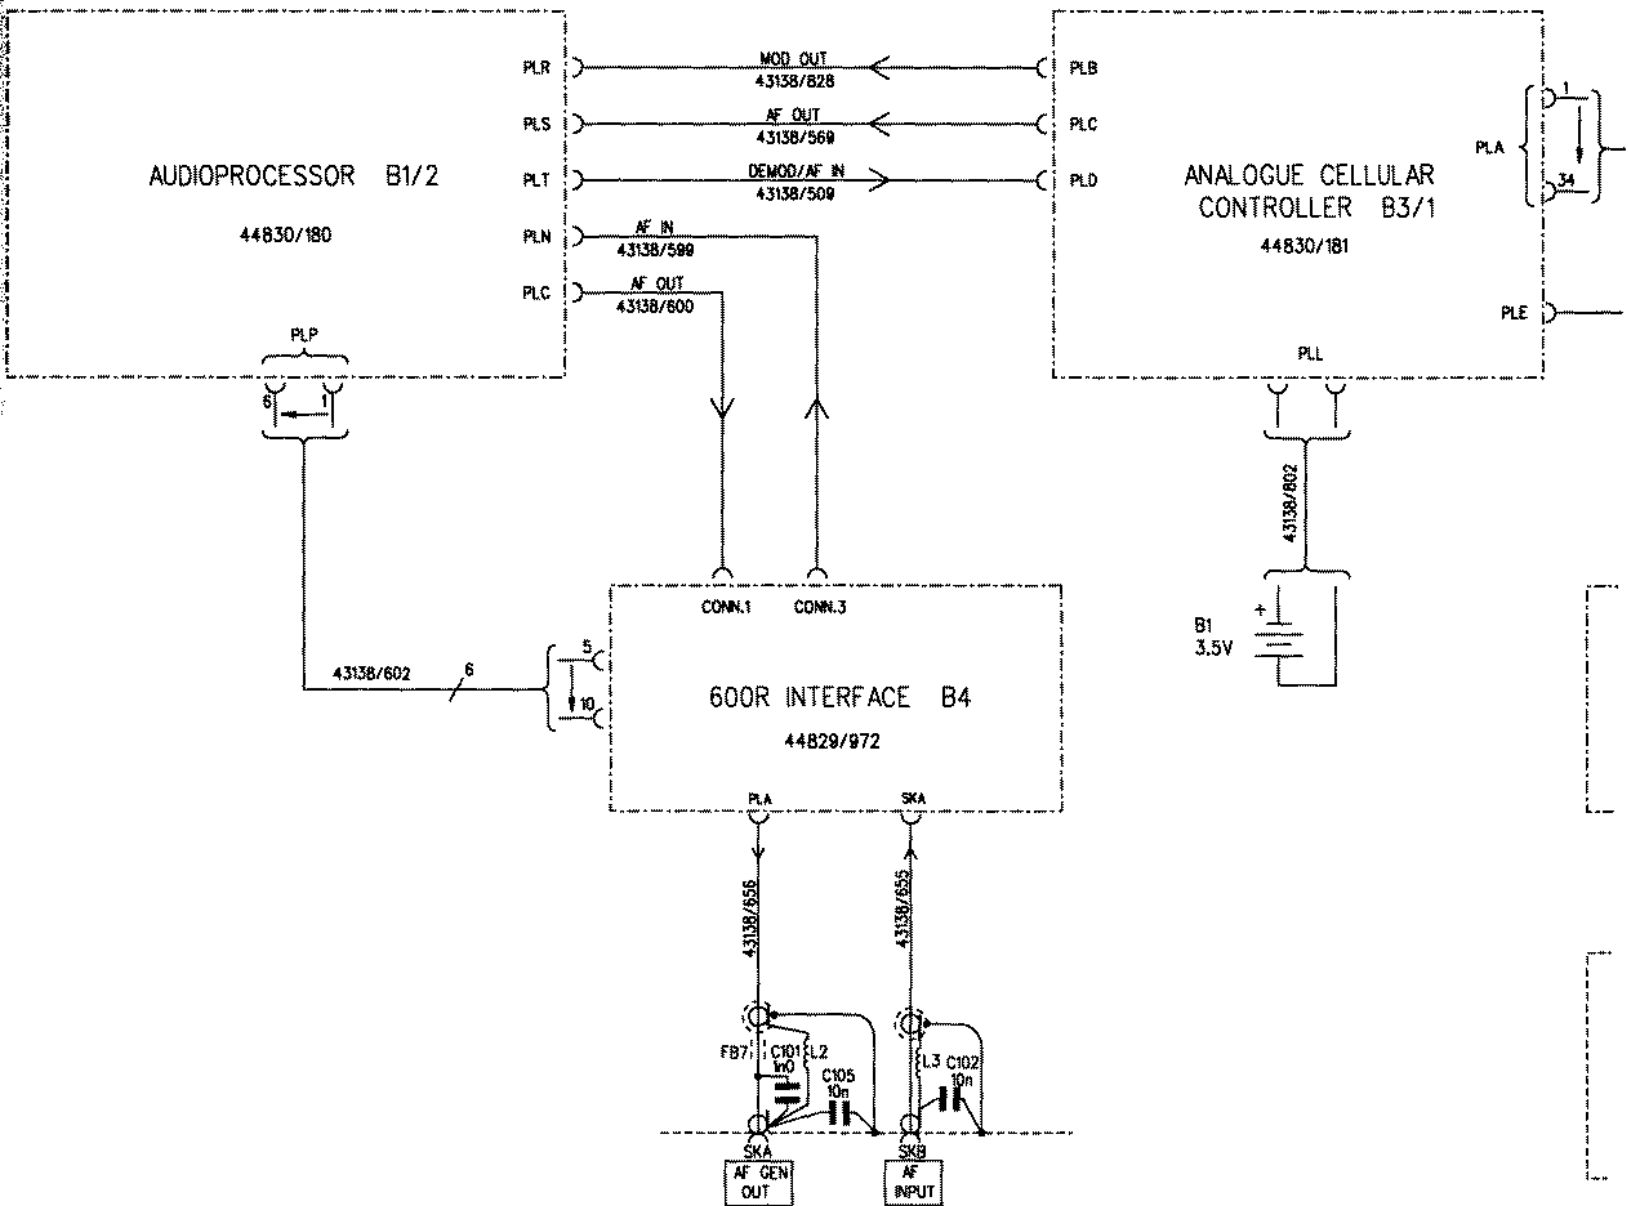 MOD OUT
PLR
PLB
43138/828
1
AF OUT
PLS
PLC
43138/569
PLA
DEMOD/AF IN
AUDIOPROCESSOR B1/2
PLT
PLD
ANALOGUE CELLULAR
34
43138/509
CONTROLLER B3/1
44830/180
PLN
AF IN
44830/181
43138/599
AF OUT
PLC
43138/600
PLE
PLP
PLL
6
1
43138/802
CONN.1
CONN.3
+
B1
3.5V
5
43138/602
6
10
600R INTERFACE B4
44829/972
PLA
SKA
43138/656
43138/655
FB7
C101
1n0
L2
C105
10n
L3
C102
10n
SKA
SKB
AF GEN
OUT
AF
INPUT